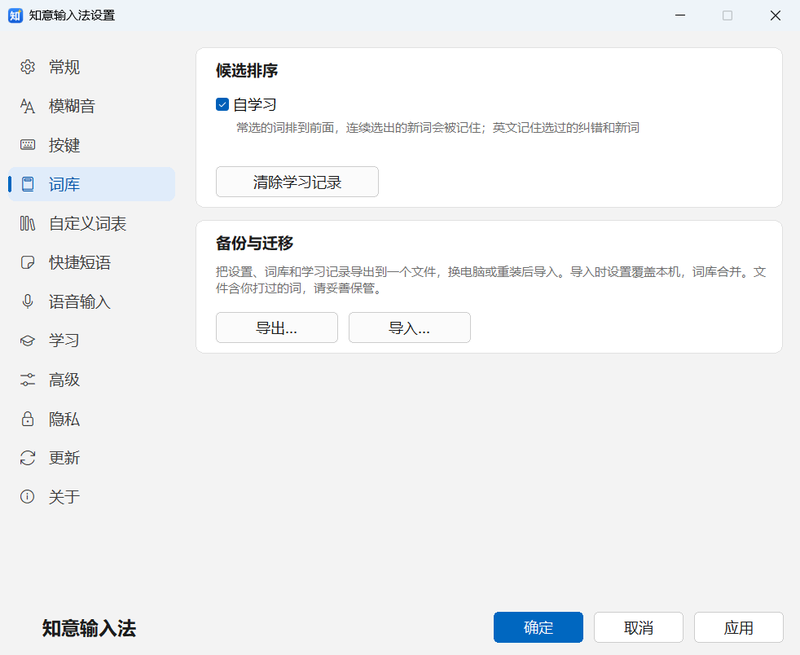 知 知意输入法设置
常规
模糊音
按键
词库
自定义词表
快捷短语
语音输入
学习
高级
隐私
更新
关于
候选排序
自学习
常选的词排到前面，连续选出的新词会被记住；英文记住选过的纠错和新词
清除学习记录
备份与迁移
把设置、词库和学习记录导出到一个文件，换电脑或重装后导入。导入时设置覆盖本机，词库合并。文
件含你打过的词，请妥善保管。
导出...
导入...
知意输入法
确定
取消
应用